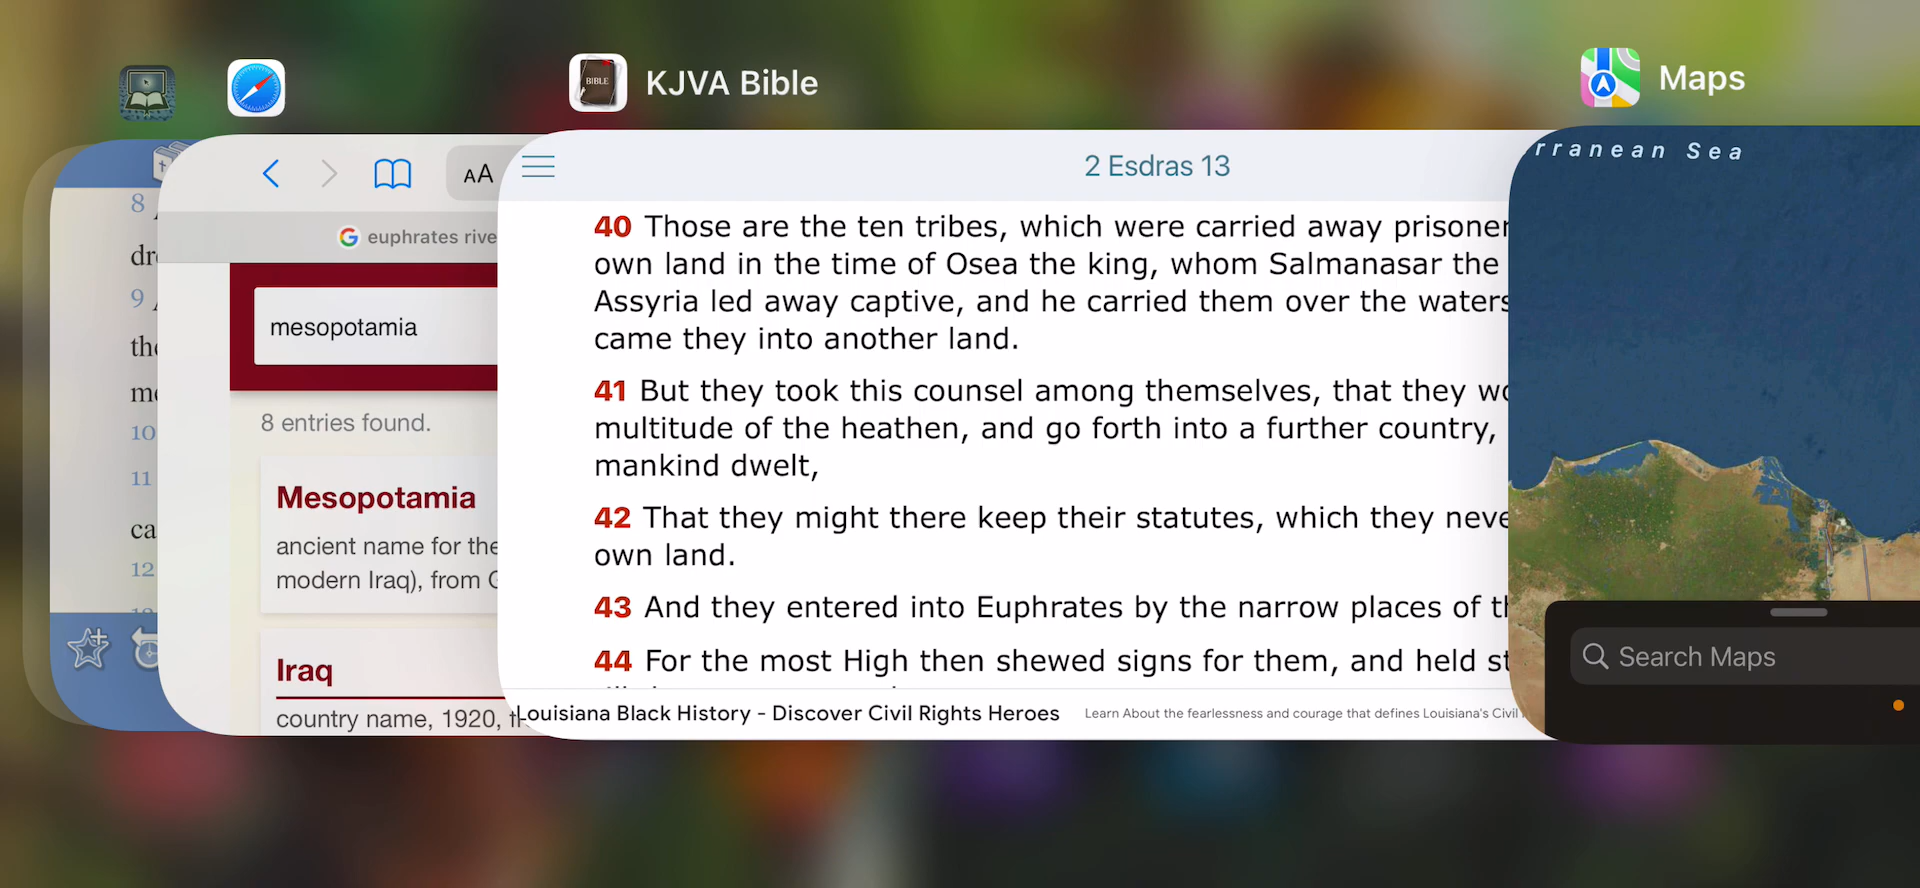 KJVA Bible
Maps
BIBLE
8
dr
9
the
10
11
ca
12
AA
euphrates rive
mesopotamia
8 entries found.
Mesopotamia
ancient name for the
modern Iraq), from
Iraq
country name, 1920,
2 Esdras 13
40 Those are the ten tribes, which were carried away prisoner
own land in the time of Osea the king, whom Salmanasar the
Assyria led away captive, and he carried them over the waters
came they into another land.
41 But they took this counsel among themselves, that they wo
multitude of the heathen, and go forth into a further country,
mankind dwelt,
42 That they might there keep their statutes, which they neve
own land.
43 And they entered into Euphrates by the narrow places of th
44 For the most High then shewed signs for them, and held st
Louisiana Black History - Discover Civil Rights Heroes
Learn About the fearlessness and courage that defines Louisiana's Civil
rranean Sea
Search Maps